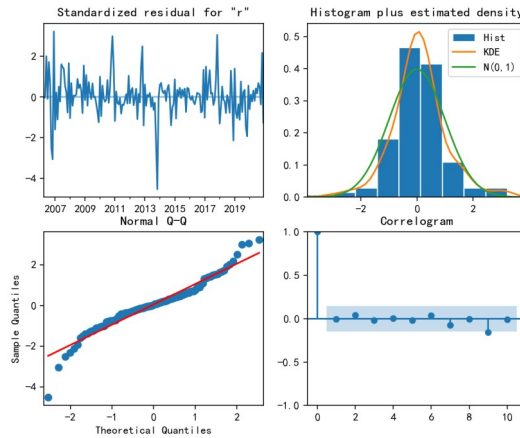 Standardized residual for "r"
2
0
-2
-4
2007 2009 2011 2013 2015 2017 2019
Histogram plus estimated density
Hist
KDE
N(0,1)
0.5
0.4
0.3
0.2
0.1
0.0
-2 0 2
Normal Q-Q
Sample Quantiles
2
0
-2
-4
-2 -1 0 1 2
Theoretical Quantiles
Correlogram
1.0
0.5
0.0
-0.5
-1.0
0 2 4 6 8 10